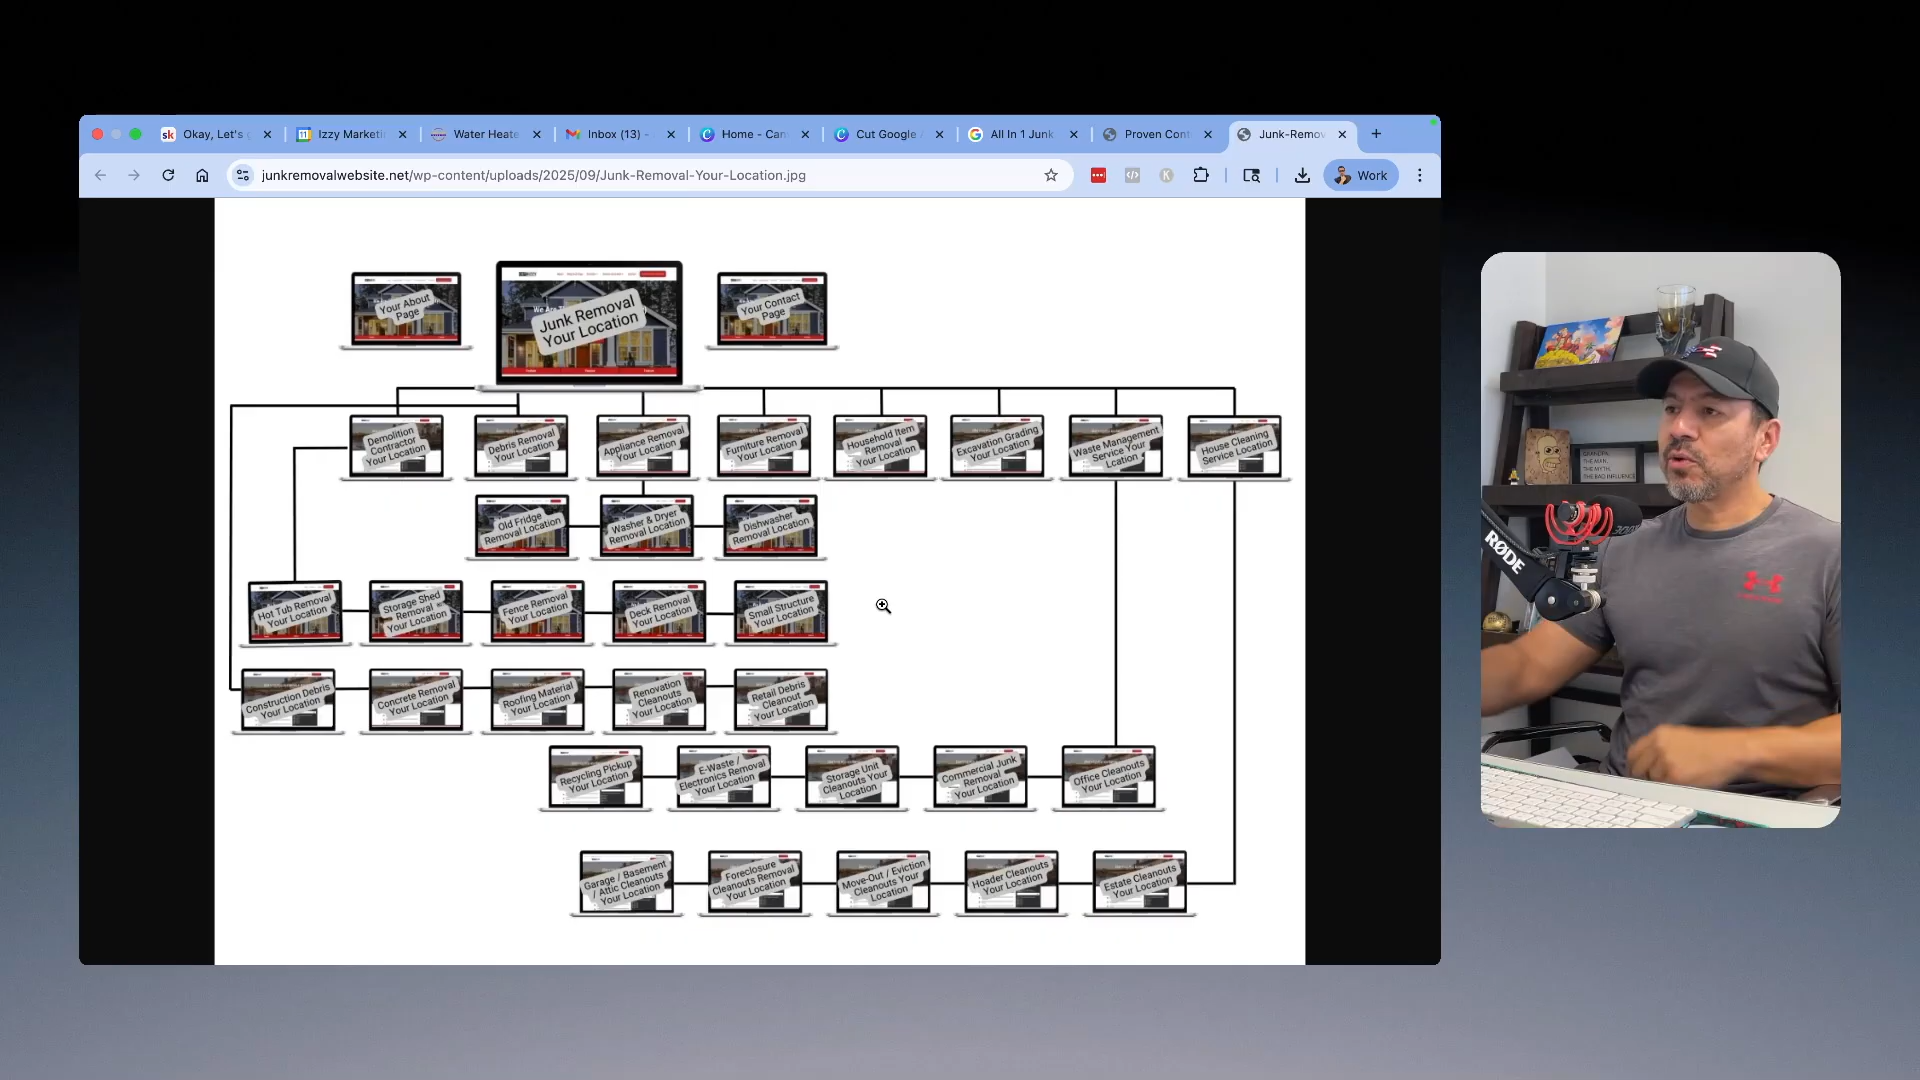 Okay, Let's
Izzy Marketi
Water Heate
Inbox (13) -
Home - Can
Cut Google
All In 1 Junk
Proven Cont
Junk-Remov
junkremovalwebsite.net/wp-content/uploads/2025/09/Junk-Removal-Your-Location.jpg
Work
Your About
Page
Junk Removal
Your Location
Your Contact
Page
Demolition
Contractor
Your Location
Debris Removal
Your Location
Appliance Removal
Your Location
Furniture Removal
Your Location
Household Item
Removal
Your Location
Excavation Grading
Your Location
Waste Management
Service Your
Lcation
House Cleaning
Service Location
Old Fridge
Removal Location
Washer & Dryer
Removal Location
Dishwasher
Removal Location
Hot Tub Removal
Your Location
Storage Shed
Removal
Your Location
Fence Removal
Your Location
Deck Removal
Your Location
Small Structure
Your Location
Construction Debris
Your Location
Concrete Removal
Your Location
Roofing Material
Your Location
Renovation
Cleanouts
Your Location
Retail Debris
Cleanout
Your Location
Recycling Pickup
Your Location
E-Waste /
Electronics Removal
Your Location
Storage Unit
Cleanouts Your
Location
Commercial Junk
Removal
Your Location
Office Cleanouts
Your Location
Garage / Basement
/ Attic Cleanouts
Your Location
Foreclosure
Cleanouts Removal
Your Location
Move-Out / Eviction
Cleanouts Your
Location
Hoader Cleanouts
Your Location
Estate Cleanouts
Your Location
GRANDPA
THE MAN,
THE MYTH,
THE BAD INFLUENCE
RØDE